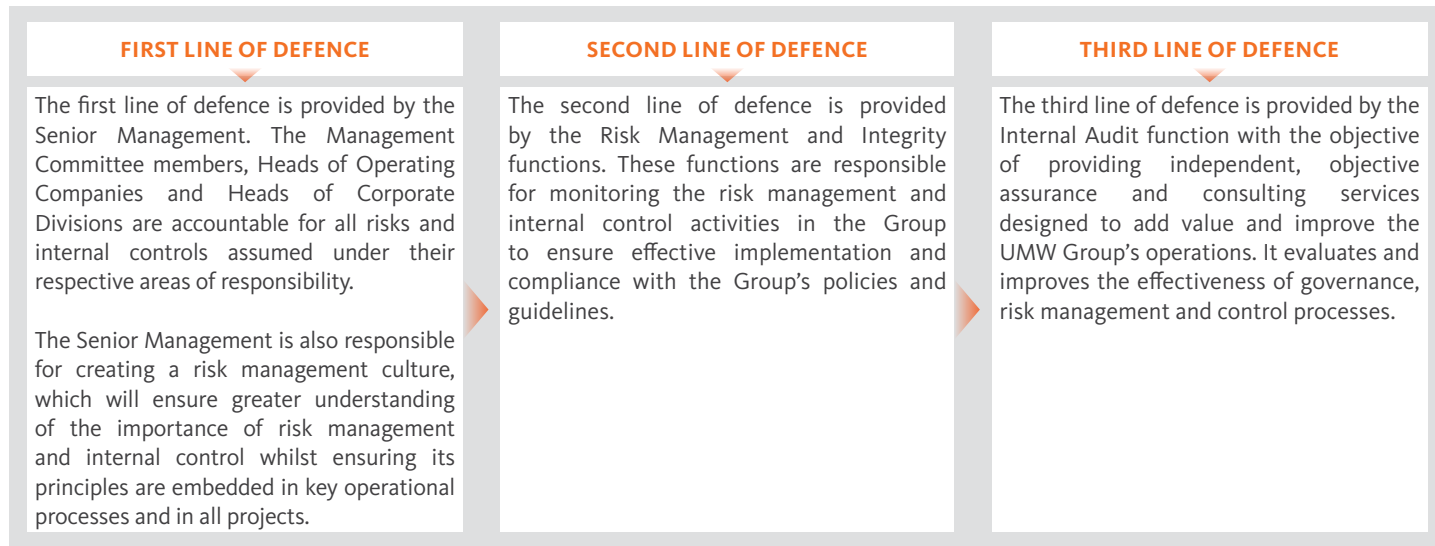 FIRST LINE OF DEFENCE
The first line of defence is provided by the
Senior Management. The Management
Committee members, Heads of Operating
Companies and Heads of Corporate
Divisions are accountable for all risks and
internal controls assumed under their
respective areas of responsibility.
The Senior Management is also responsible
for creating a risk management culture,
which will ensure greater understanding
of the importance of risk management
and internal control whilst ensuring its
principles are embedded in key operational
processes and in all projects.
SECOND LINE OF DEFENCE
The second line of defence is provided
by the Risk Management and Integrity
functions. These functions are responsible
for monitoring the risk management and
internal control activities in the Group
to ensure effective implementation and
compliance with the Group’s policies and
guidelines.
THIRD LINE OF DEFENCE
The third line of defence is provided by the
Internal Audit function with the objective
of providing independent, objective
assurance and consulting services
designed to add value and improve the
UMW Group’s operations. It evaluates and
improves the effectiveness of governance,
risk management and control processes.